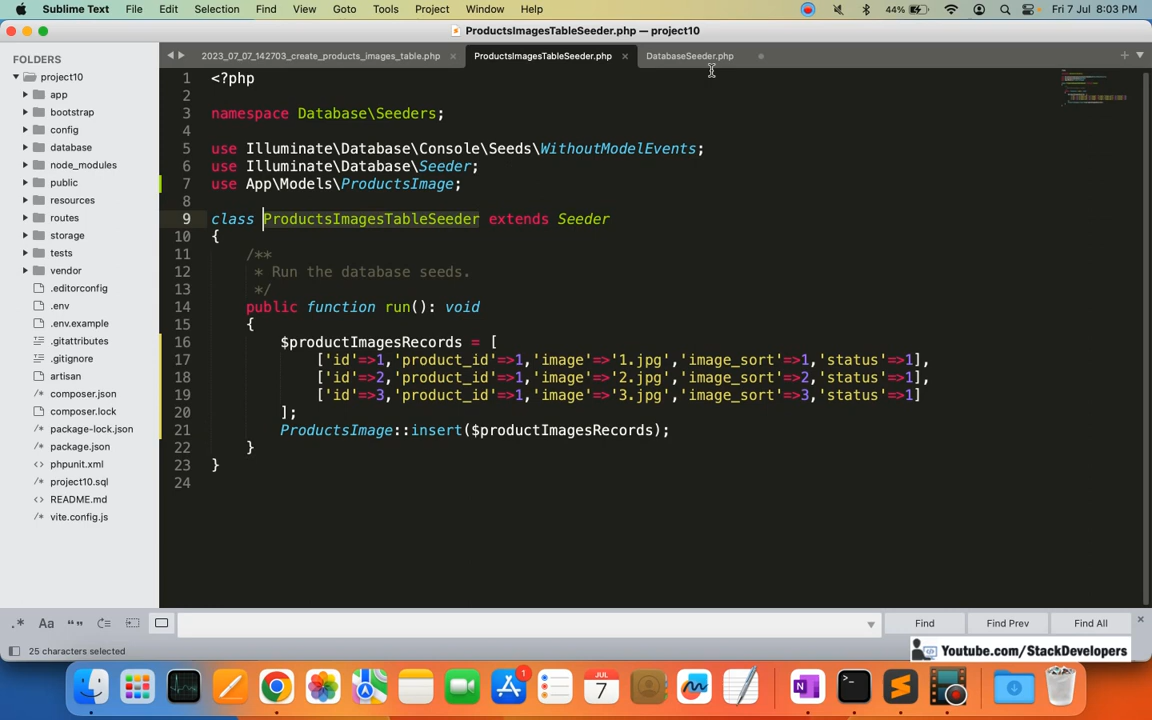 Sublime Text File Edit Selection Find View Goto Tools Project Window Help 44% Fri 7 Jul 8:03 PM
ProductsImagesTableSeeder.php — project10
FOLDERS
project10
app
bootstrap
config
database
node_modules
public
resources
routes
storage
tests
vendor
.editorconfig
.env
.env.example
.gitattributes
.gitignore
artisan
composer.json
composer.lock
package-lock.json
package.json
phpunit.xml
project10.sql
README.md
vite.config.js
2023_07_07_142703_create_products_images_table.php ProductsImagesTableSeeder.php DatabaseSeeder.php
1 <?php
2
3 namespace Database\Seeders;
4
5 use Illuminate\Database\Console\Seeds\WithoutModelEvents;
6 use Illuminate\Database\Seeder;
7 use App\Models\ProductsImage;
8
9 class ProductsImagesTableSeeder extends Seeder
10 {
11 /**
12 * Run the database seeds.
13 */
14 public function run(): void
15 {
16 $productImagesRecords = [
17 ['id'=>1,'product_id'=>1,'image'=>'1.jpg','image_sort'=>1,'status'=>1],
18 ['id'=>2,'product_id'=>1,'image'=>'2.jpg','image_sort'=>2,'status'=>1],
19 ['id'=>3,'product_id'=>1,'image'=>'3.jpg','image_sort'=>3,'status'=>1]
20 ];
21 ProductsImage::insert($productImagesRecords);
22 }
23 }
24
.* Aa “” Find Find Prev Find All
25 characters selected
Youtube.com/StackDevelopers
1
JUL
7